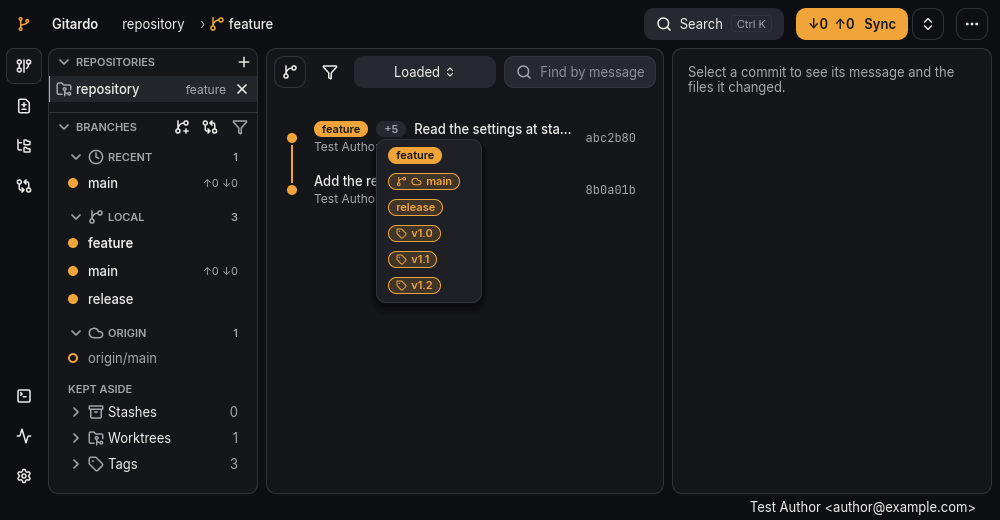 Gitardo
repository › feature
Search Ctrl K
↓0 ↑0 Sync
REPOSITORIES
repository feature
BRANCHES
RECENT 1
main ↑0 ↓0
LOCAL 3
feature
main ↑0 ↓0
release
ORIGIN 1
origin/main
KEPT ASIDE
Stashes 0
Worktrees 1
Tags 3
Loaded
Find by message
feature +5 Read the settings at sta...
Test Autho
abc2b80
Add the re
Test Autho
8b0a01b
feature
main
release
v1.0
v1.1
v1.2
Select a commit to see its message and the
files it changed.
Test Author <author@example.com>